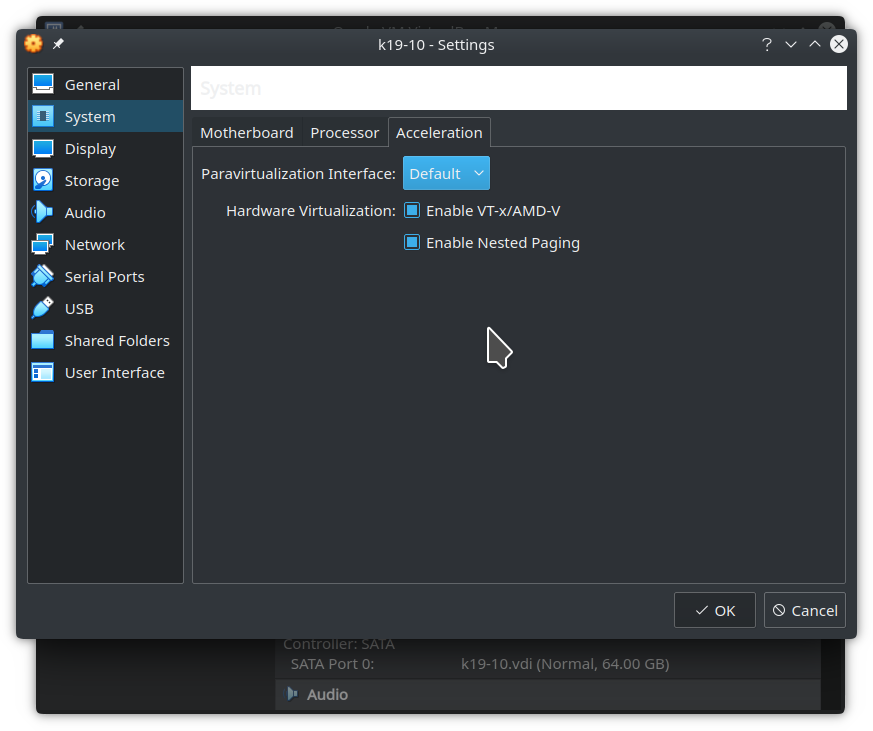 k19-10 - Settings
?
General
System
Display
Storage
Audio
Network
Serial Ports
USB
Shared Folders
User Interface
System
Motherboard
Processor
Acceleration
Paravirtualization Interface: Default
Hardware Virtualization: Enable VT-x/AMD-V
Enable Nested Paging
OK
Cancel
Controller: SATA
SATA Port 0: k19-10.vdi (Normal, 64.00 GB)
Audio